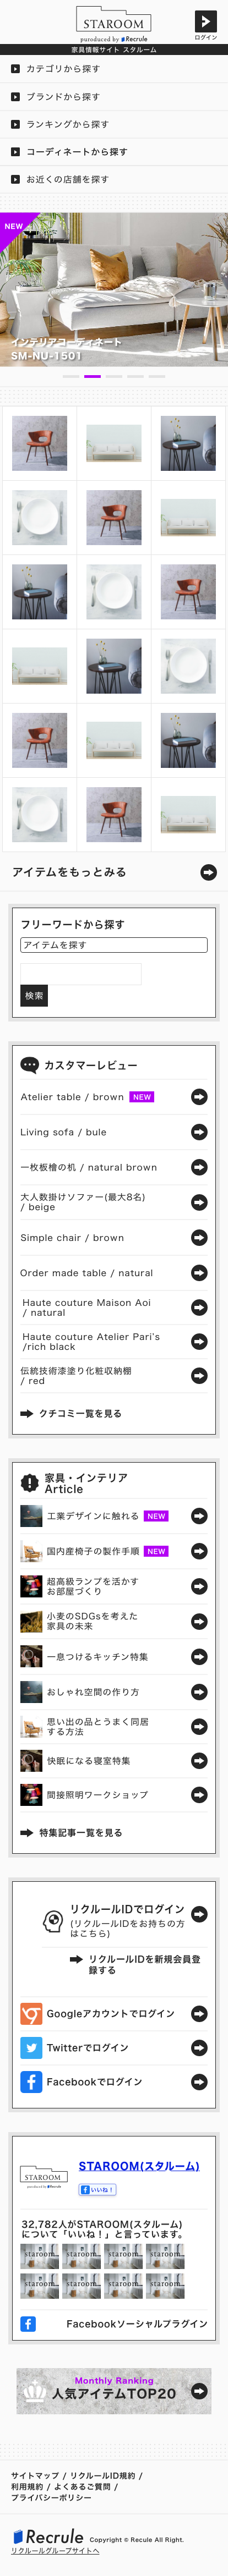 STAROOM
produced by Recrule
ログイン
家具情報サイト スタルーム
カテゴリから探す
ブランドから探す
ランキングから探す
コーディネートから探す
お近くの店舗を探す
NEW
インテリアコーディネート
SM-NU-1501
アイテムをもっとみる
フリーワードから探す
アイテムを探す
検索
カスタマーレビュー
Atelier table / brown NEW
Living sofa / bule
一枚板檜の机 / natural brown
大人数掛けソファー(最大8名)
/ beige
Simple chair / brown
Order made table / natural
Haute couture Maison Aoi
/ natural
Haute couture Atelier Pari's
/rich black
伝統技術漆塗り化粧収納棚
/ red
クチコミ一覧を見る
家具・インテリア
Article
工業デザインに触れる NEW
国内産椅子の製作手順 NEW
超高級ランプを活かす
お部屋づくり
小麦のSDGsを考えた
家具の未来
一息つけるキッチン特集
おしゃれ空間の作り方
思い出の品とうまく同居
する方法
快眠になる寝室特集
間接照明ワークショップ
特集記事一覧を見る
リクルールIDでログイン
(リクルールIDをお持ちの方
はこちら)
リクルールIDを新規会員登
録する
Googleアカウントでログイン
Twitterでログイン
Facebookでログイン
STAROOM
produced by Recrule
STAROOM(スタルーム)
いいね！
32,782人がSTAROOM(スタルーム)
について「いいね！」と言っています。
STAROOM STAROOM STAROOM STAROOM
STAROOM STAROOM STAROOM STAROOM
Facebookソーシャルプラグイン
Monthly Ranking
人気アイテムTOP20
サイトマップ / リクルールID規約 /
利用規約 / よくあるご質問 /
プライバシーポリシー
Recrule Copyright © Recule All Right.
リクルールグループサイトへ